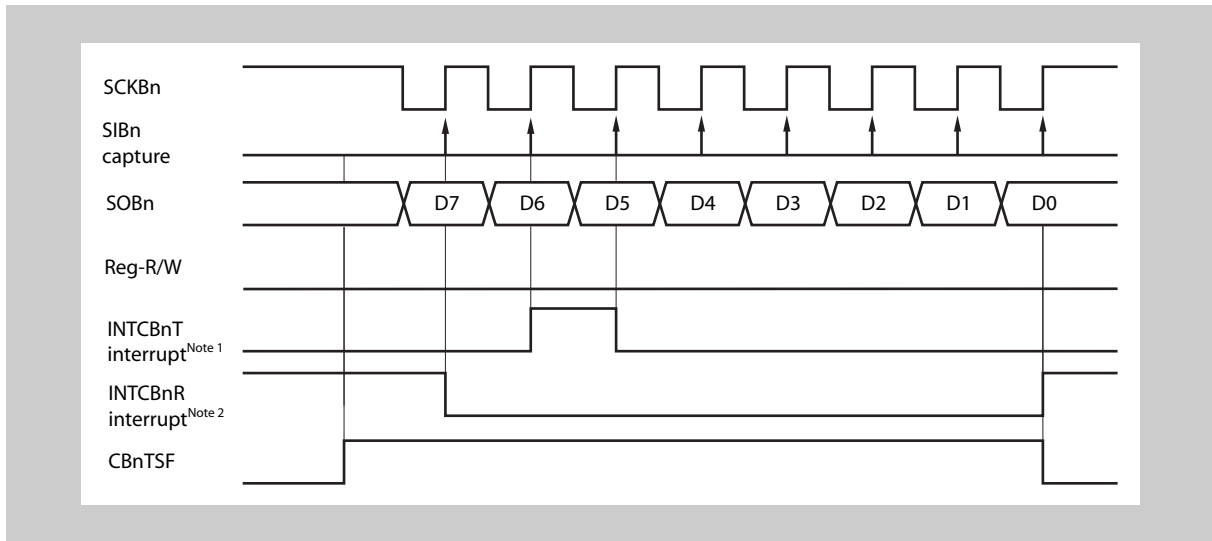 SCKBn
SIBn
capture
SOBn
D7 D6 D5 D4 D3 D2 D1 D0
Reg-R/W
INTCBnT
interruptNote 1
INTCBnR
interruptNote 2
CBnTSF